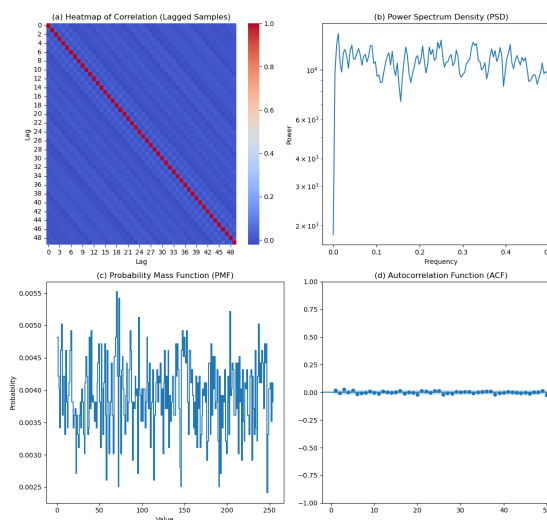 (a) Heatmap of Correlation (Lagged Samples)
0
2
4
6
8
10
12
14
16
18
20
22
24
26
28
30
32
34
36
38
40
42
44
46
48
Lag
0 3 6 9 12 15 18 21 24 27 30 33 36 39 42 45 48
Lag
1.0
0.8
0.6
0.4
0.2
0.0
(b) Power Spectrum Density (PSD)
10⁴
6 × 10³
4 × 10³
3 × 10³
2 × 10³
Power
0.0 0.1 0.2 0.3 0.4 0.5
Frequency
(c) Probability Mass Function (PMF)
0.0055
0.0050
0.0045
0.0040
0.0035
0.0030
0.0025
Probability
0 50 100 150 200 250
Value
(d) Autocorrelation Function (ACF)
1.00
0.75
0.50
0.25
0.00
−0.25
−0.50
−0.75
−1.00
0 10 20 30 40 50